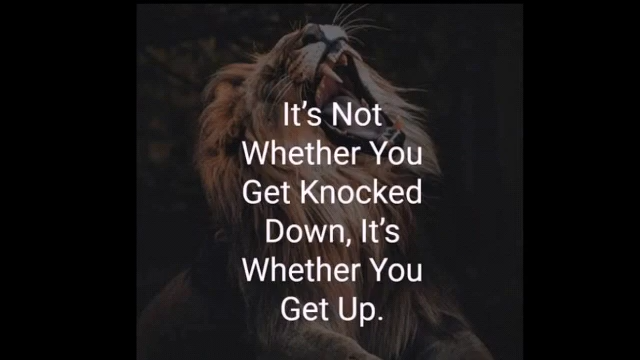 It’s Not
Whether You
Get Knocked
Down, It’s
Whether You
Get Up.